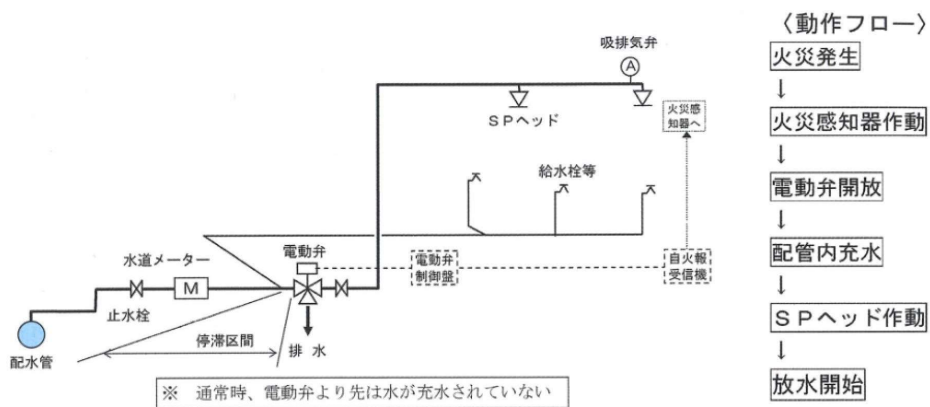 吸排気弁
A
SPヘッド
火災感
知器へ
給水栓等
電動弁
電動弁
制御盤
自火報
受信機
水道メーター
M
止水栓
配水管
停滞区間
排 水
※ 通常時、電動弁より先は水が充水されていない
〈動作フロー〉
火災発生
↓
火災感知器作動
↓
電動弁開放
↓
配管内充水
↓
SPヘッド作動
↓
放水開始